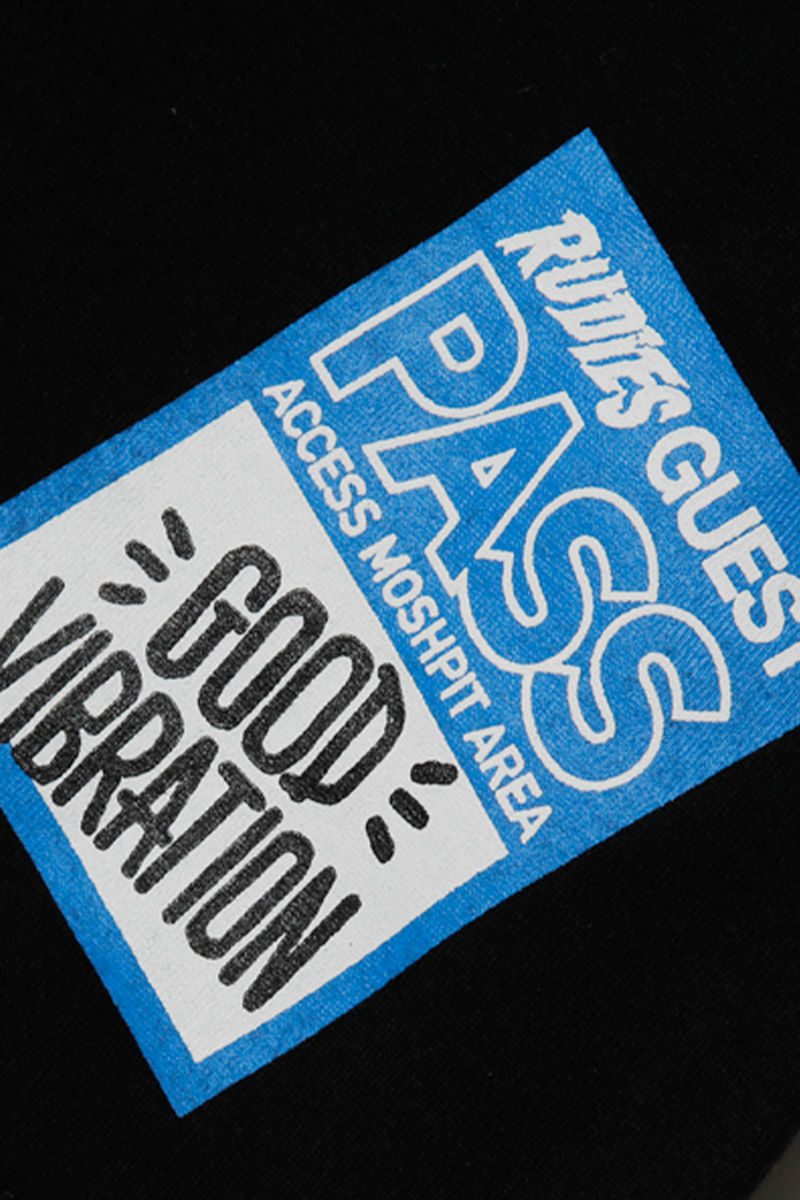 RUDIES GUEST
PASS
ACCESS MOSHPIT AREA
GOOD
VIBRATION